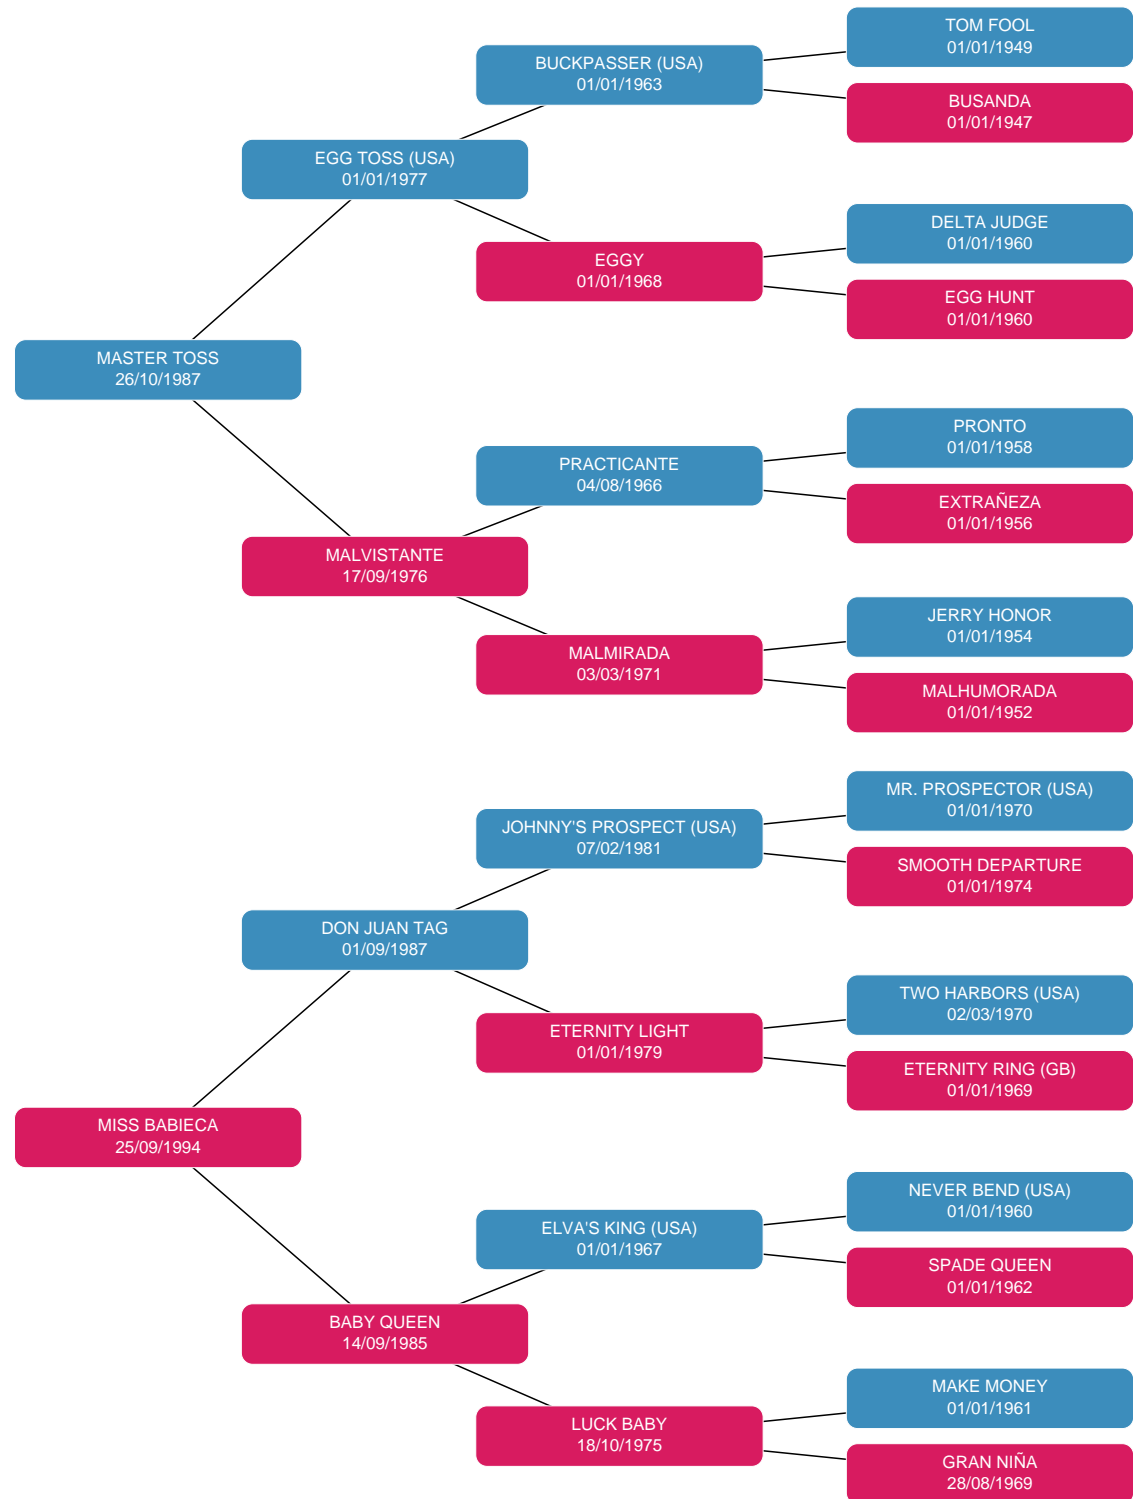 TOM FOOL
01/01/1949
BUCKPASSER (USA)
01/01/1963
BUSANDA
01/01/1947
EGG TOSS (USA)
01/01/1977
DELTA JUDGE
01/01/1960
EGGY
01/01/1968
EGG HUNT
01/01/1960
MASTER TOSS
26/10/1987
PRONTO
01/01/1958
PRACTICANTE
04/08/1966
EXTRAÑEZA
01/01/1956
MALVISTANTE
17/09/1976
JERRY HONOR
01/01/1954
MALMIRADA
03/03/1971
MALHUMORADA
01/01/1952
MR. PROSPECTOR (USA)
01/01/1970
JOHNNY'S PROSPECT (USA)
07/02/1981
SMOOTH DEPARTURE
01/01/1974
DON JUAN TAG
01/09/1987
TWO HARBORS (USA)
02/03/1970
ETERNITY LIGHT
01/01/1979
ETERNITY RING (GB)
01/01/1969
MISS BABIECA
25/09/1994
NEVER BEND (USA)
01/01/1960
ELVA'S KING (USA)
01/01/1967
SPADE QUEEN
01/01/1962
BABY QUEEN
14/09/1985
MAKE MONEY
01/01/1961
LUCK BABY
18/10/1975
GRAN NIÑA
28/08/1969